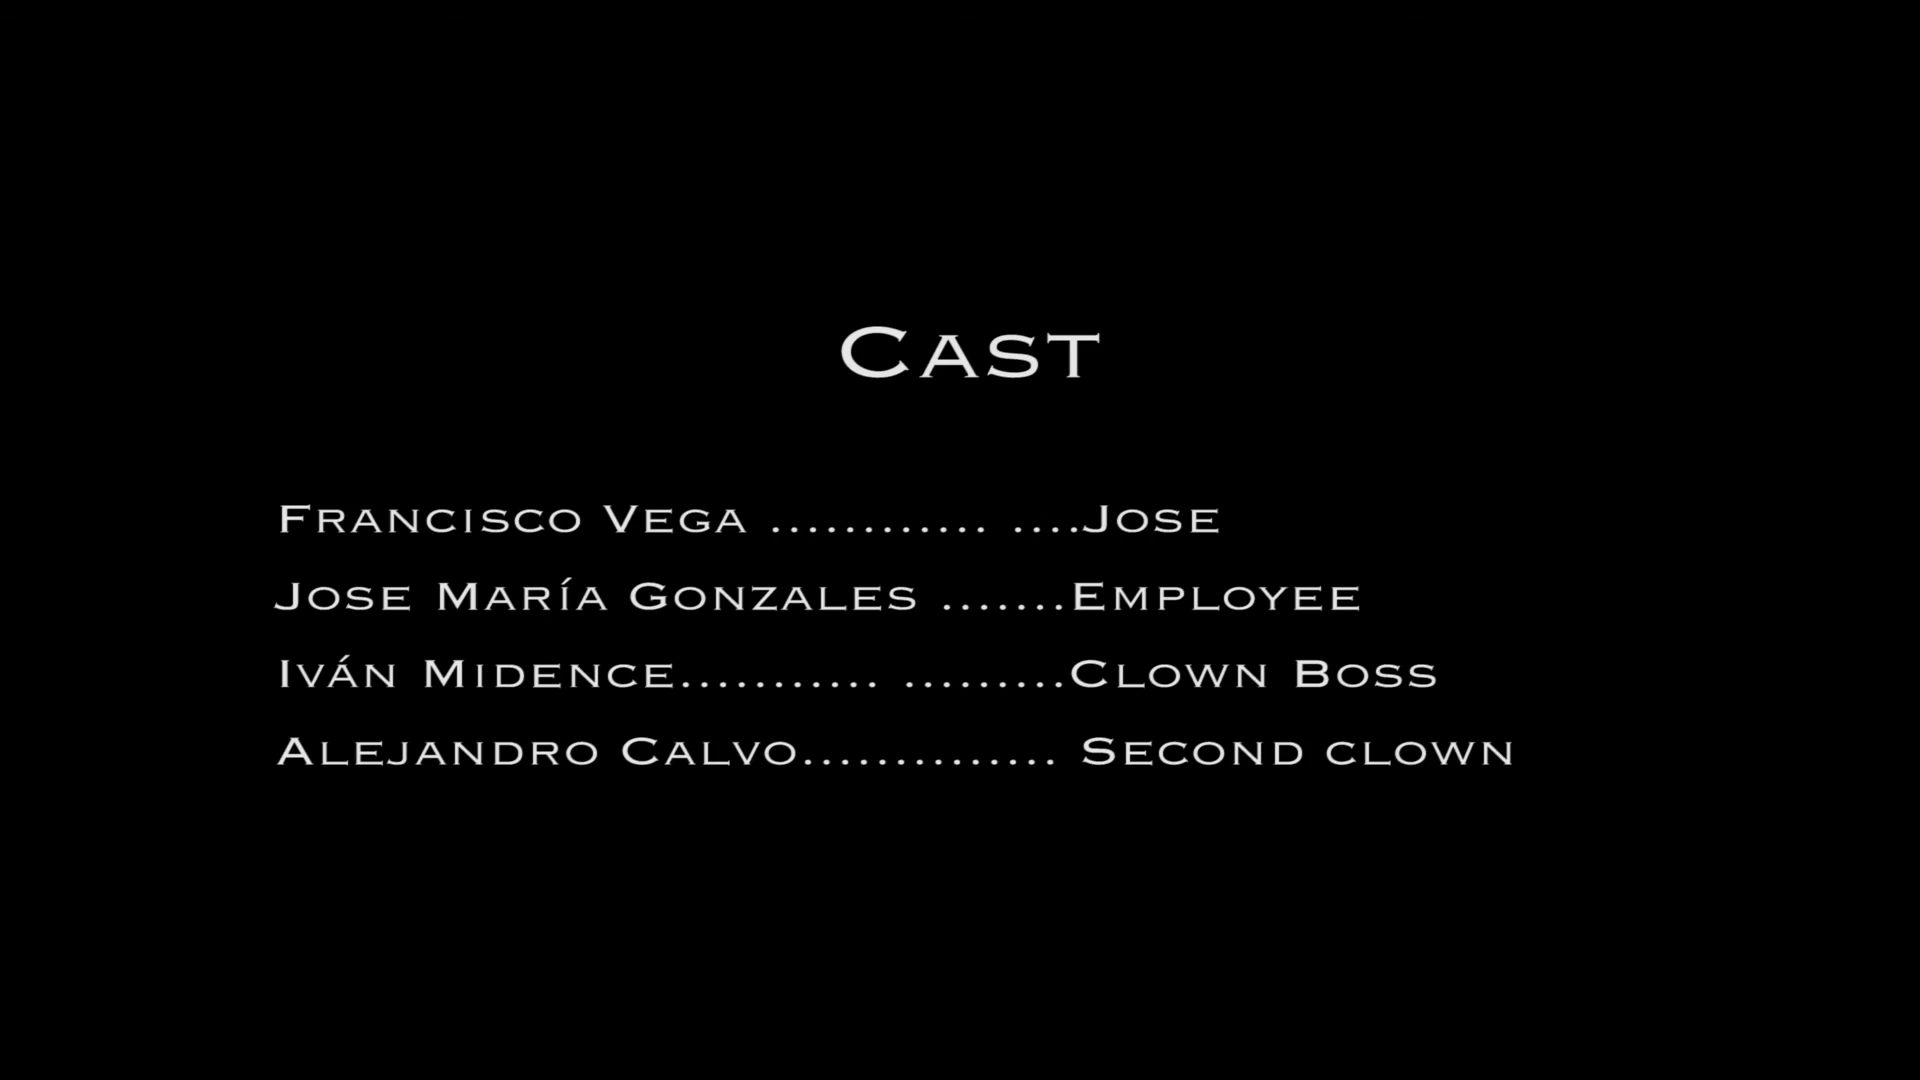 Cast
Francisco Vega ............ ....Jose
Jose María Gonzales .......Employee
Iván Midence........... .........Clown Boss
Alejandro Calvo.............. Second clown